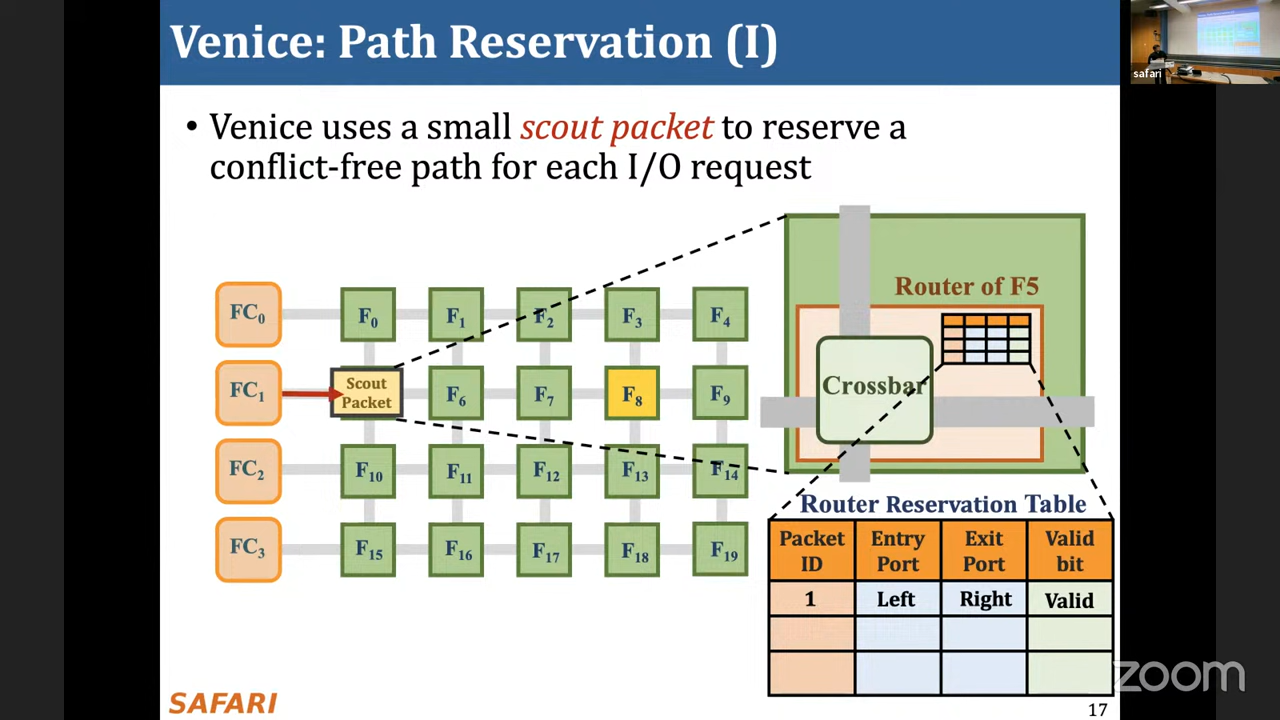 Venice: Path Reservation (I)
safari
• Venice uses a small scout packet to reserve a
conflict-free path for each I/O request
Router of F5
FC0 F0 F1 F2 F3 F4
FC1 Scout Packet F6 F7 F8 F9
Crossbar
FC2 F10 F11 F12 F13 F14
FC3 F15 F16 F17 F18 F19
Router Reservation Table
Packet ID Entry Port Exit Port Valid bit
1 Left Right Valid
SAFARI
zoom
17